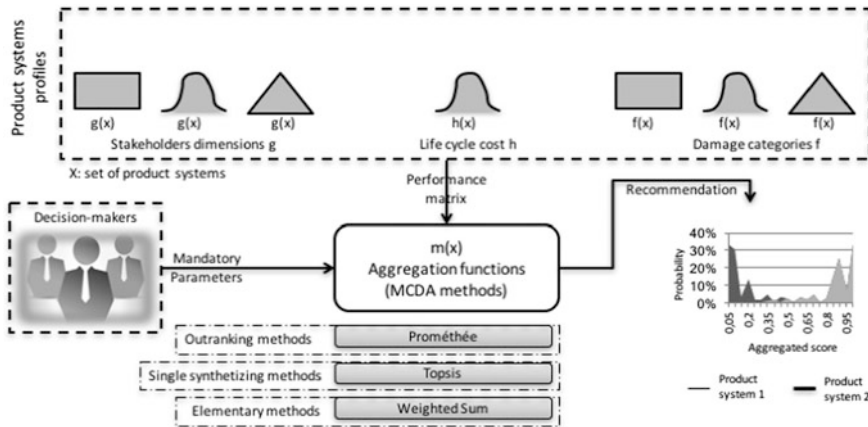 Product systems
profiles
g(x) g(x) g(x)
Stakeholders dimensions g
h(x)
Life cycle cost h
f(x) f(x) f(x)
Damage categories f
X: set of product systems
Performance
matrix
Recommendation
Decision-makers
Mandatory
Parameters
m(x)
Aggregation functions
(MCDA methods)
Outranking methods
Prométhée
Single synthetizing methods
Topsis
Elementary methods
Weighted Sum
Probability
40%
30%
20%
10%
0%
0,05 0,2 0,35 0,5 0,65 0,8 0,95
Aggregated score
Product
system 1
Product
system 2